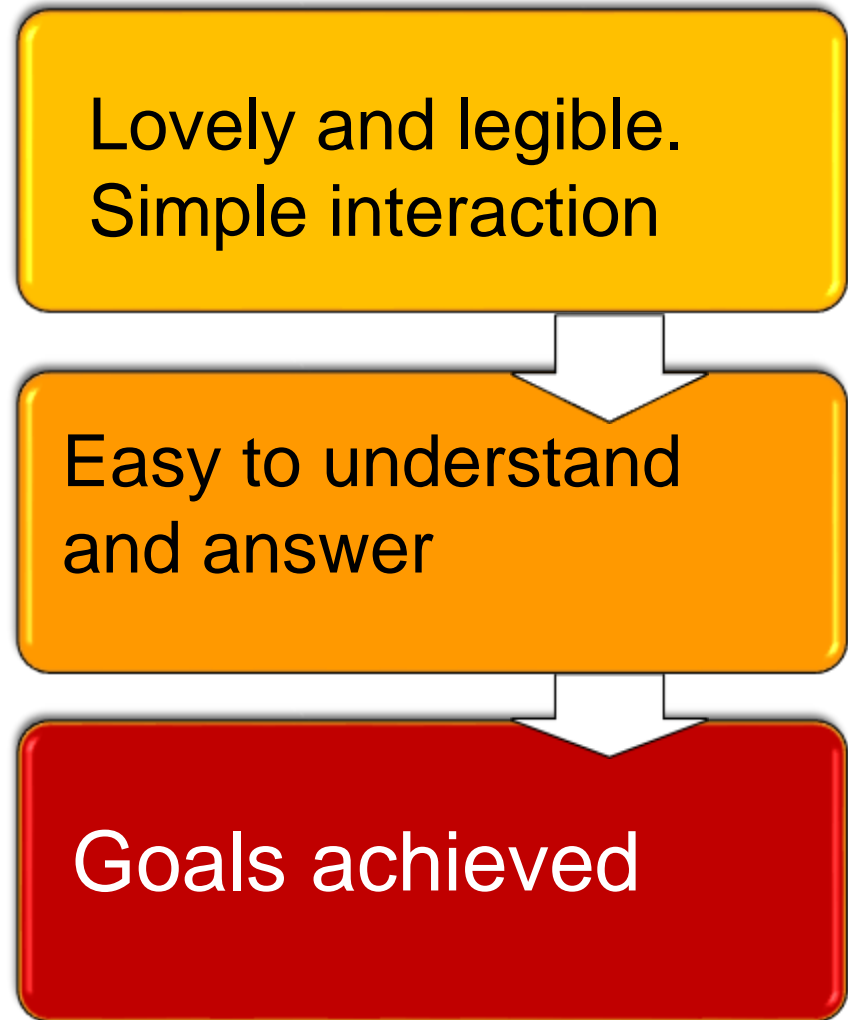 Lovely and legible.
Simple interaction
Easy to understand
and answer
Goals achieved